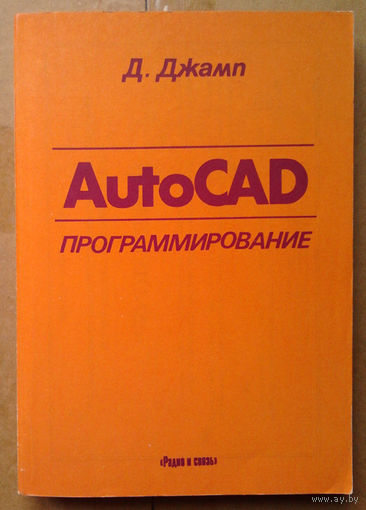 Д. Джамп
AutoCAD
ПРОГРАММИРОВАНИЕ
«Радио и связь»
www.ay.by